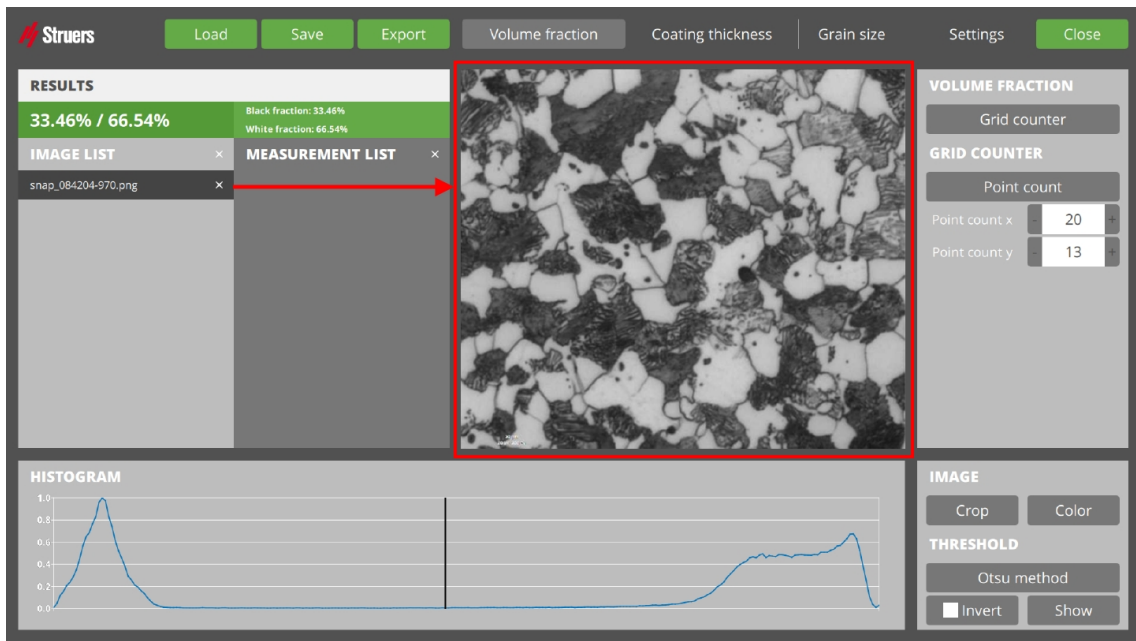 Struers
Load
Save
Export
Volume fraction
Coating thickness
Grain size
Settings
Close
RESULTS
33.46% / 66.54%
Black fraction: 33.46%
White fraction: 66.54%
IMAGE LIST ×
MEASUREMENT LIST ×
snap_084204-970.png ×
VOLUME FRACTION
Grid counter
GRID COUNTER
Point count
Point count x - 20 +
Point count y - 13 +
HISTOGRAM
1.0
0.8
0.6
0.4
0.2
0.0
IMAGE
Crop
Color
THRESHOLD
Otsu method
Invert
Show